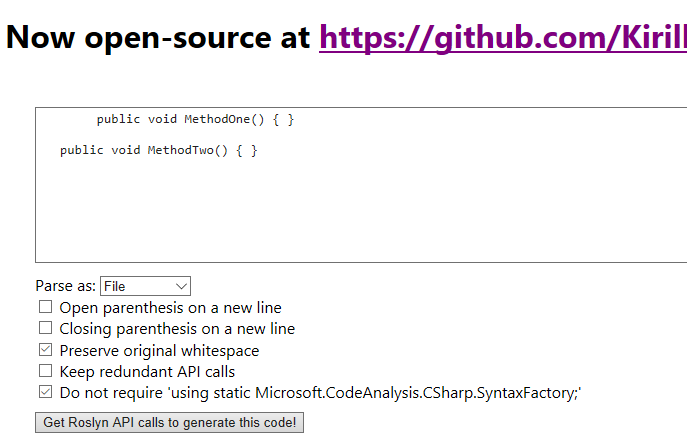 Now open-source at https://github.com/Kirill
public void MethodOne() { }
public void MethodTwo() { }
Parse as: File
Open parenthesis on a new line
Closing parenthesis on a new line
Preserve original whitespace
Keep redundant API calls
Do not require 'using static Microsoft.CodeAnalysis.CSharp.SyntaxFactory;'
Get Roslyn API calls to generate this code!